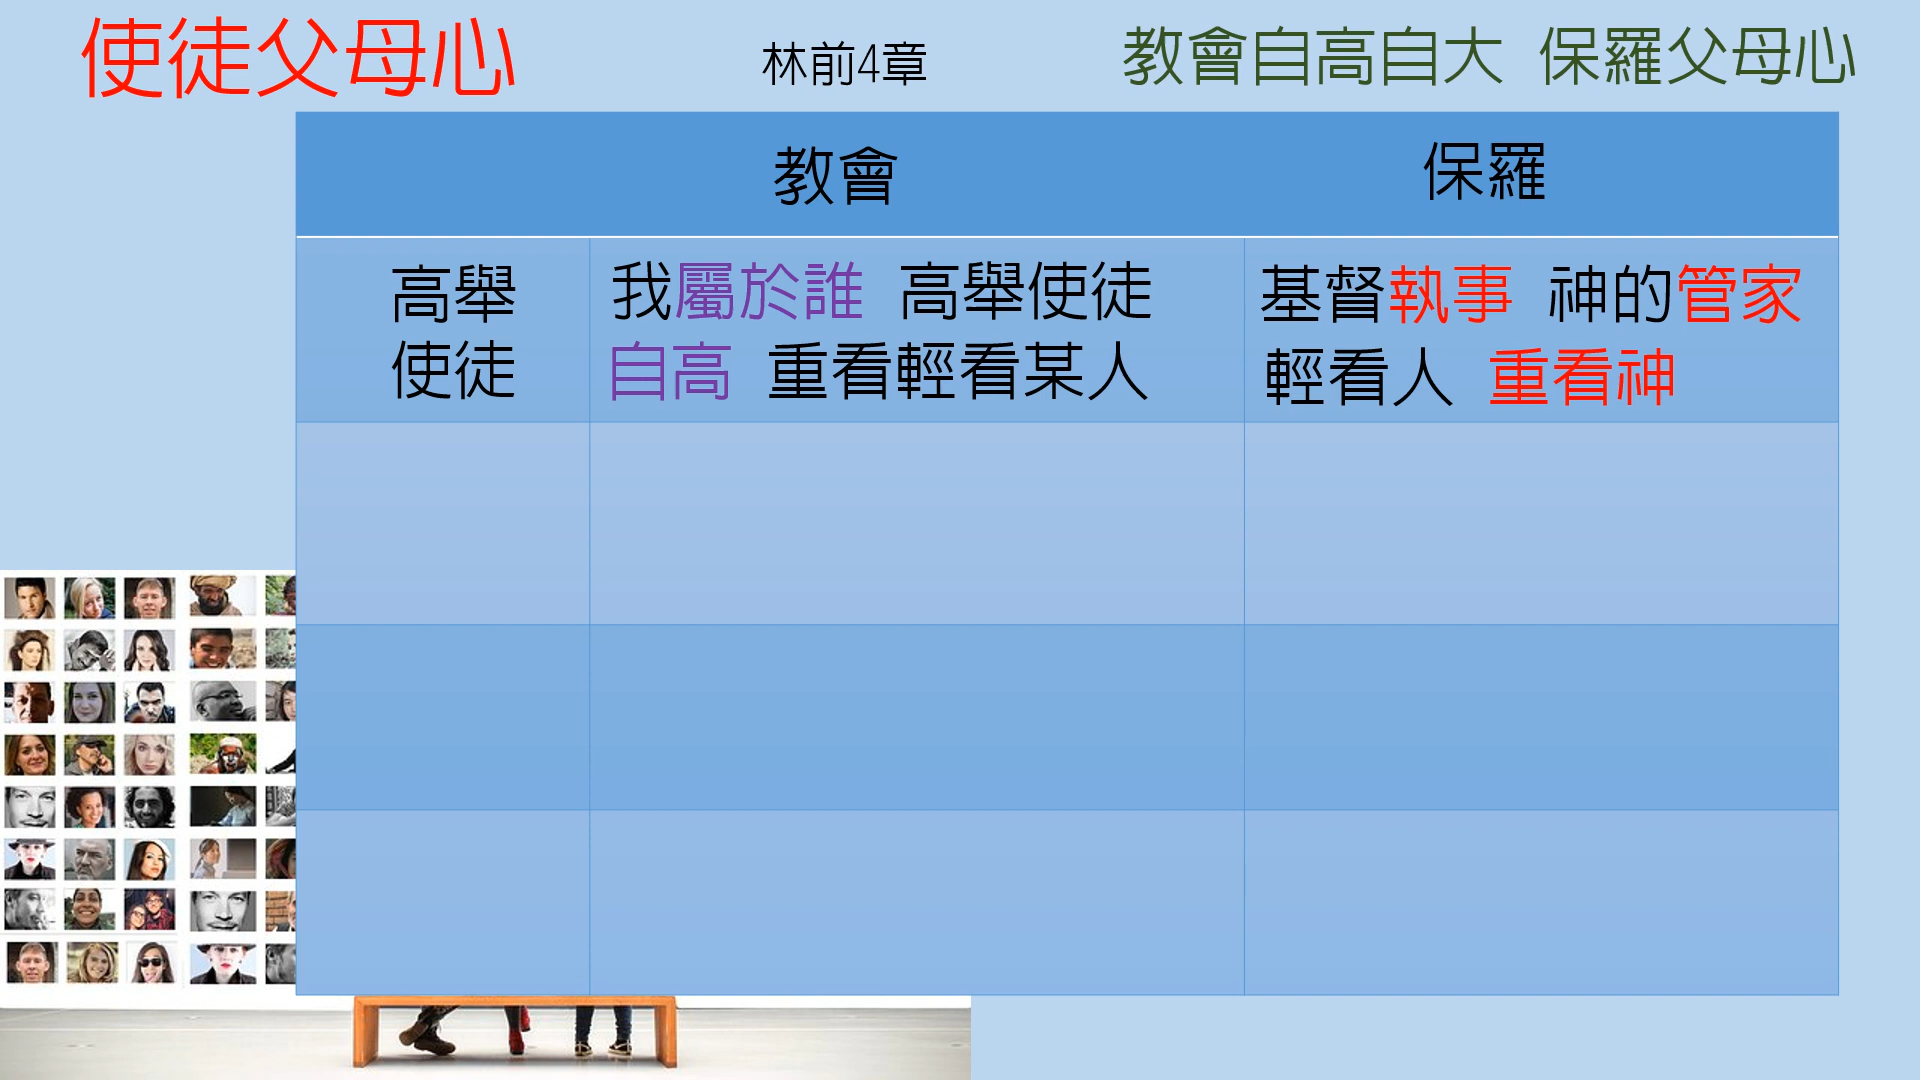 使徒父母心
林前4章
教會自高自大 保羅父母心
教會
保羅
高舉
使徒
我屬於誰 高舉使徒
自高 重看輕看某人
基督執事 神的管家
輕看人 重看神